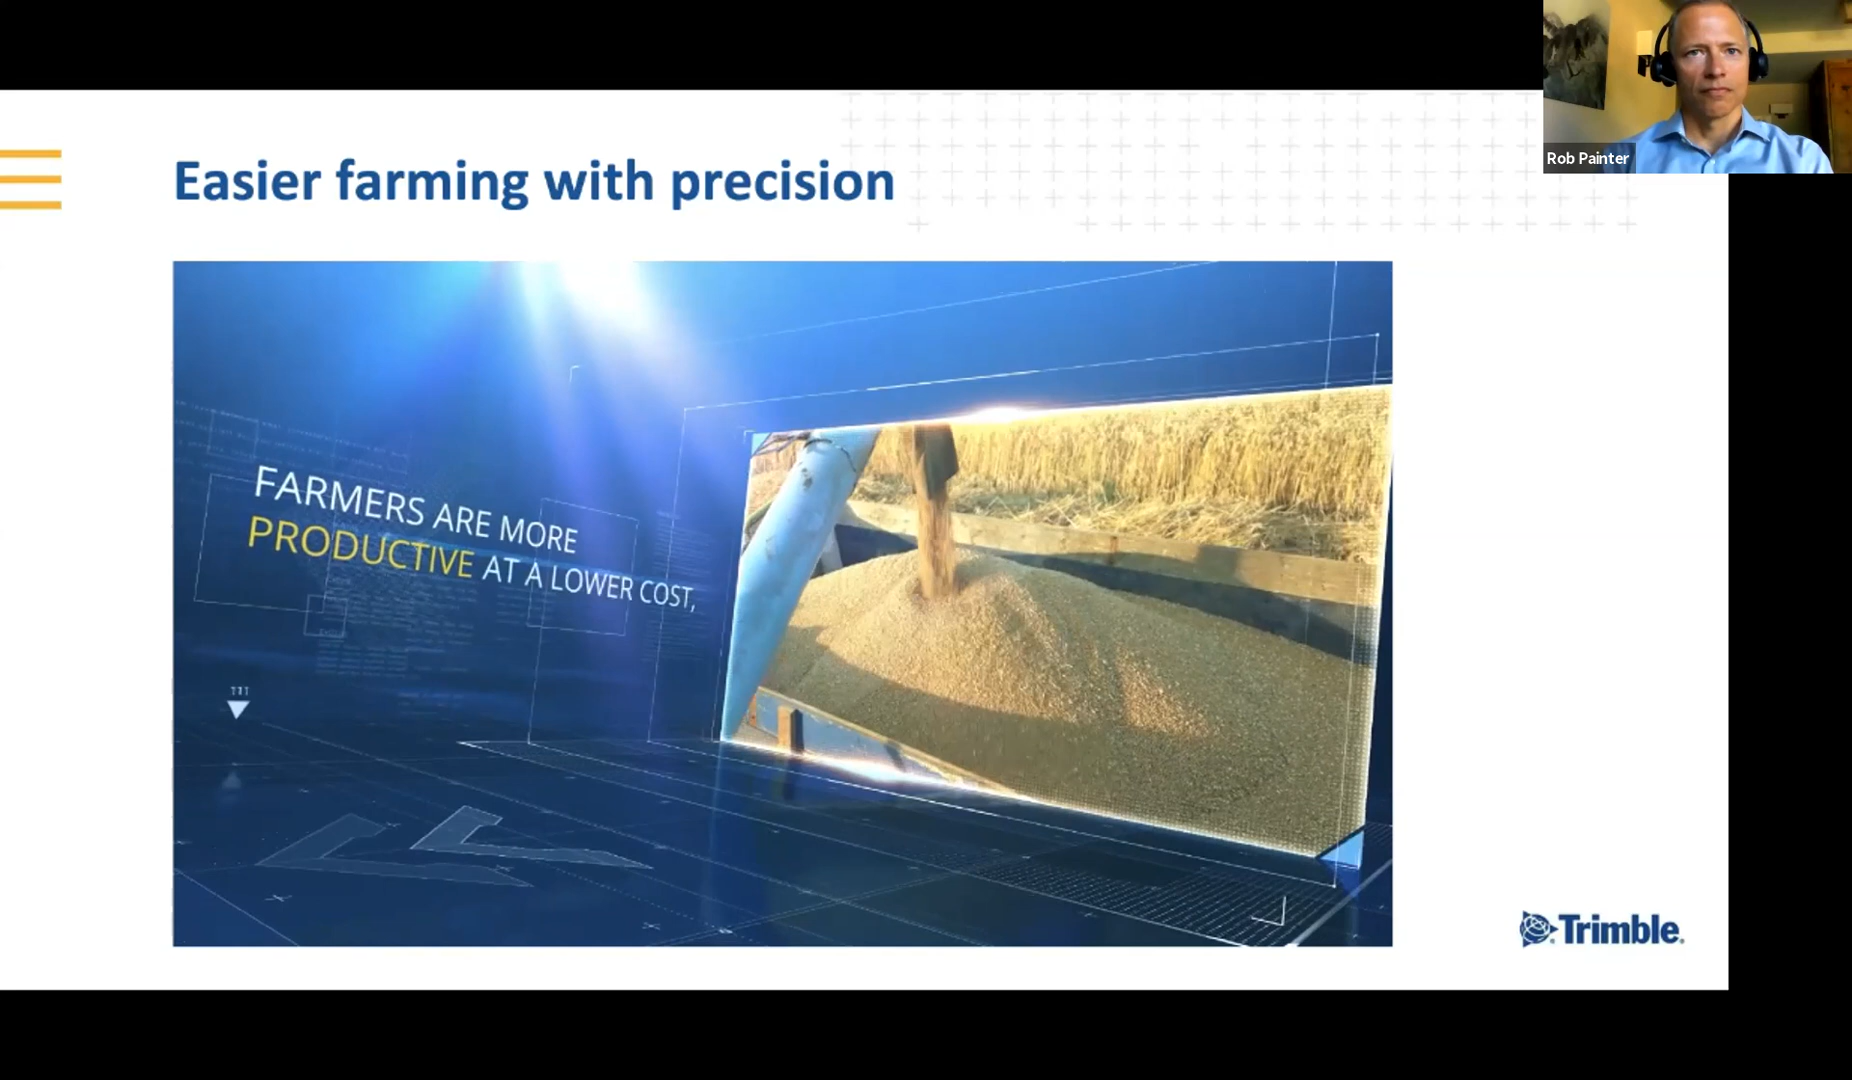 Rob Painter
Easier farming with precision
FARMERS ARE MORE
PRODUCTIVE AT A LOWER COST,
Trimble